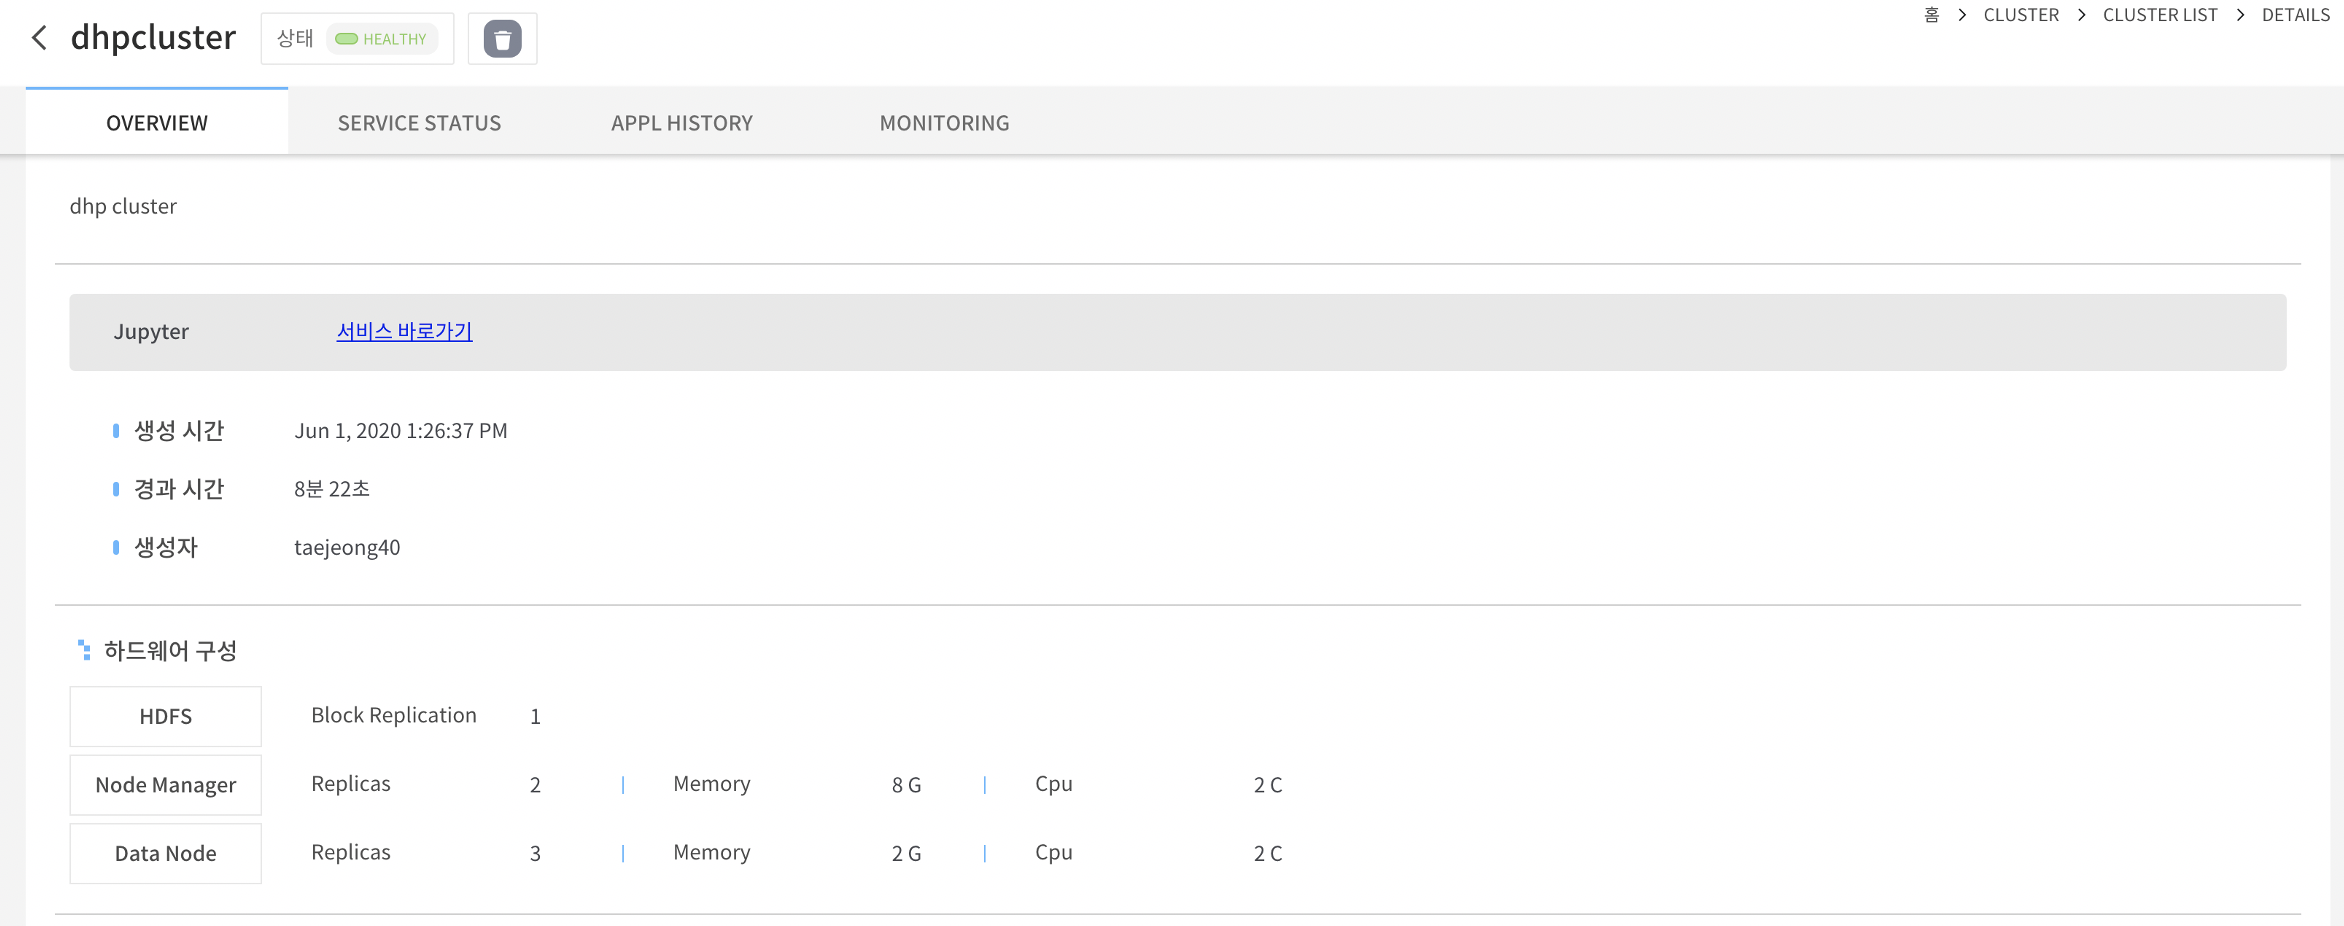 dhpcluster 상태 HEALTHY
홈 > CLUSTER > CLUSTER LIST > DETAILS
OVERVIEW SERVICE STATUS APPL HISTORY MONITORING
dhp cluster
Jupyter 서비스 바로가기
생성 시간 Jun 1, 2020 1:26:37 PM
경과 시간 8분 22초
생성자 taejeong40
하드웨어 구성
HDFS Block Replication 1
Node Manager Replicas 2 | Memory 8 G | Cpu 2 C
Data Node Replicas 3 | Memory 2 G | Cpu 2 C